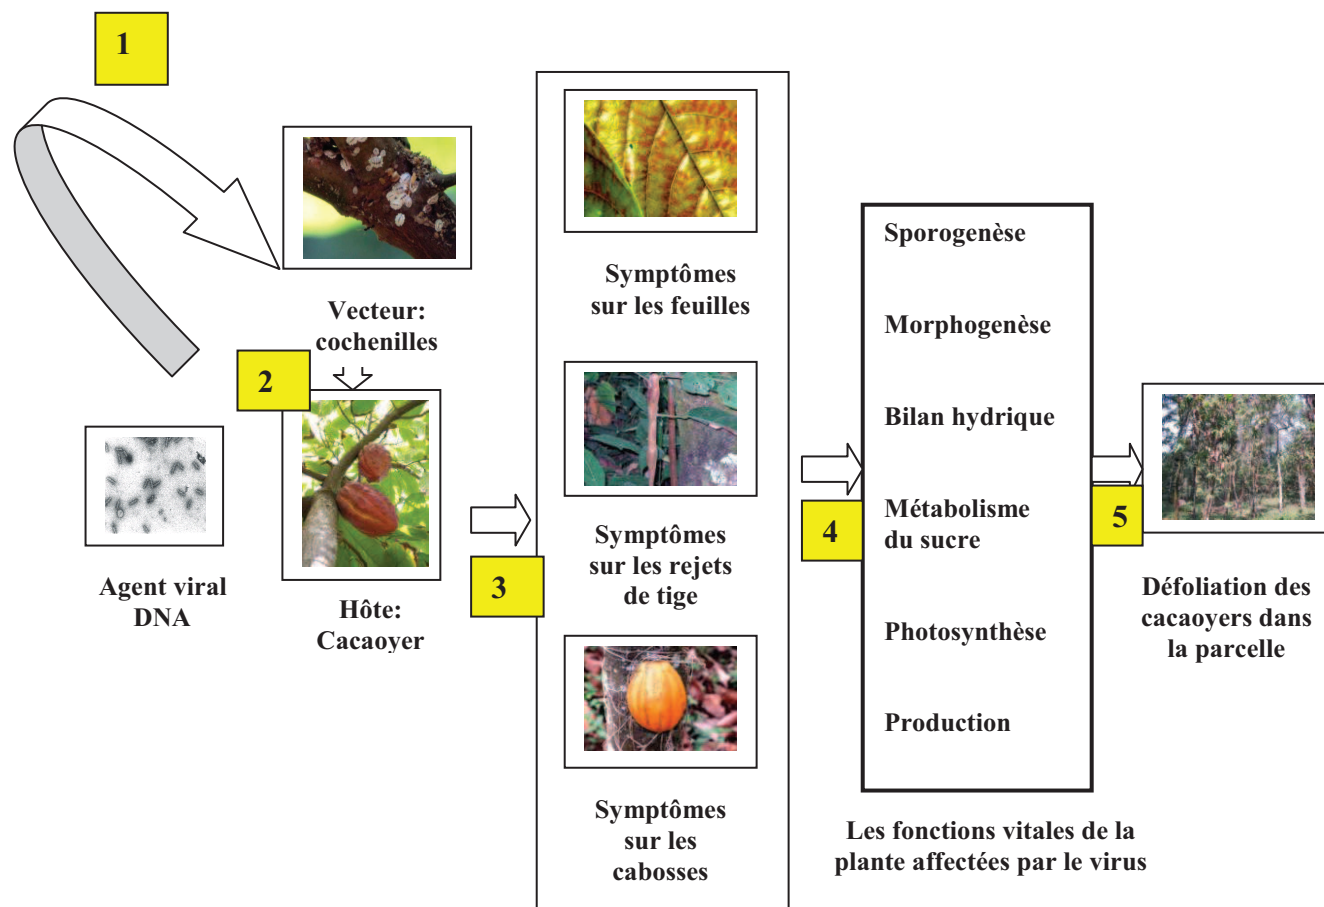 1
Vecteur:
cochenilles
2
Agent viral
DNA
Hôte:
Cacaoyer
3
Symptômes
sur les feuilles
Symptômes
sur les rejets
de tige
Symptômes
sur les
cabosses
4
Sporogenèse
Morphogenèse
Bilan hydrique
Métabolisme
du sucre
Photosynthèse
Production
Les fonctions vitales de la
plante affectées par le virus
5
Défoliation des
cacaoyers dans
la parcelle